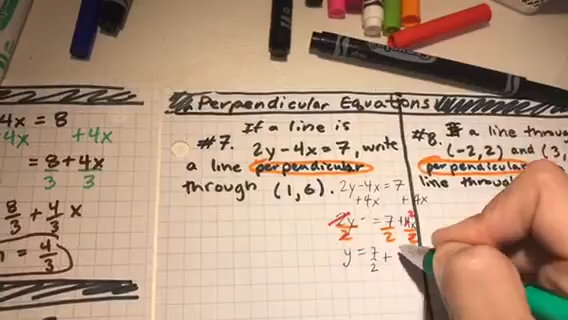 4x = 8
4x +4x
= 8+4x
3 3
8/3 + 4/3 x
= 4/3
Perpendicular Equations
#7. If a line is
2y-4x=7, write
a line perpendicular
through (1,6).
2y-4x=7
+4x +4x
2y = 7+4x
2 2 2
y = 7/2 +
#8. If a line throu
(-2,2) and (3,
perpendicular
line through